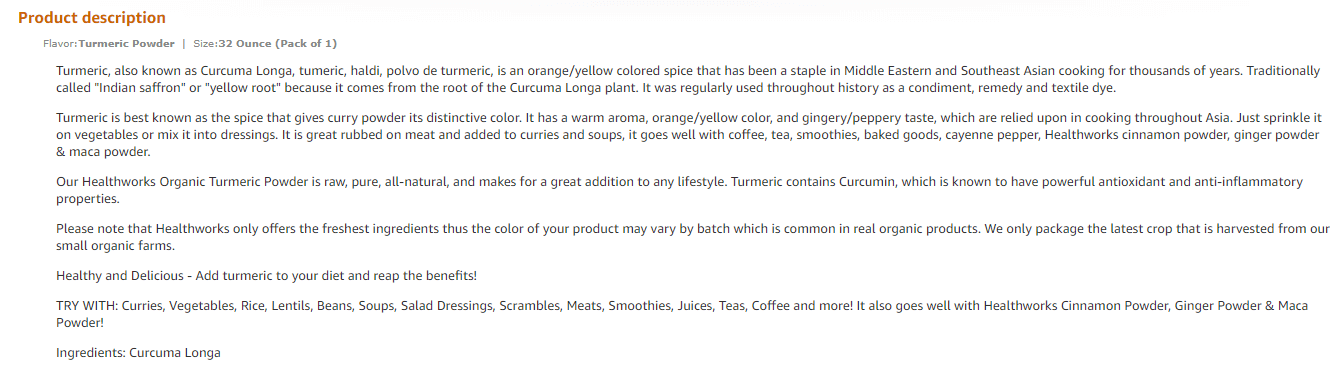 Product description
Flavor:Turmeric Powder | Size:32 Ounce (Pack of 1)
Turmeric, also known as Curcuma Longa, tumeric, haldi, polvo de turmeric, is an orange/yellow colored spice that has been a staple in Middle Eastern and Southeast Asian cooking for thousands of years. Traditionally
called "Indian saffron" or "yellow root" because it comes from the root of the Curcuma Longa plant. It was regularly used throughout history as a condiment, remedy and textile dye.
Turmeric is best known as the spice that gives curry powder its distinctive color. It has a warm aroma, orange/yellow color, and gingery/peppery taste, which are relied upon in cooking throughout Asia. Just sprinkle it
on vegetables or mix it into dressings. It is great rubbed on meat and added to curries and soups, it goes well with coffee, tea, smoothies, baked goods, cayenne pepper, Healthworks cinnamon powder, ginger powder
& maca powder.
Our Healthworks Organic Turmeric Powder is raw, pure, all-natural, and makes for a great addition to any lifestyle. Turmeric contains Curcumin, which is known to have powerful antioxidant and anti-inflammatory
properties.
Please note that Healthworks only offers the freshest ingredients thus the color of your product may vary by batch which is common in real organic products. We only package the latest crop that is harvested from our
small organic farms.
Healthy and Delicious - Add turmeric to your diet and reap the benefits!
TRY WITH: Curries, Vegetables, Rice, Lentils, Beans, Soups, Salad Dressings, Scrambles, Meats, Smoothies, Juices, Teas, Coffee and more! It also goes well with Healthworks Cinnamon Powder, Ginger Powder & Maca
Powder!
Ingredients: Curcuma Longa